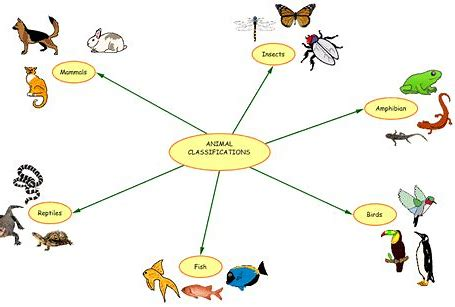 Insects
Mammals
Amphibian
ANIMAL
CLASSIFICATIONS
Reptiles
Birds
Fish